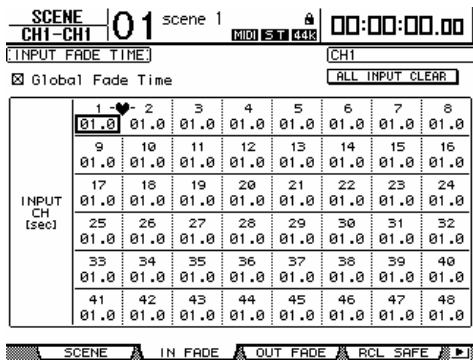 SCENE
CH1-CH1
01 scene 1
MIDI ST 44K
00:00:00.00
INPUT FADE TIME
CH1
Global Fade Time
ALL INPUT CLEAR
1 2 3 4 5 6 7 8
01.0 01.0 01.0 01.0 01.0 01.0 01.0 01.0
9 10 11 12 13 14 15 16
01.0 01.0 01.0 01.0 01.0 01.0 01.0 01.0
17 18 19 20 21 22 23 24
01.0 01.0 01.0 01.0 01.0 01.0 01.0 01.0
INPUT
CH
[sec]
25 26 27 28 29 30 31 32
01.0 01.0 01.0 01.0 01.0 01.0 01.0 01.0
33 34 35 36 37 38 39 40
01.0 01.0 01.0 01.0 01.0 01.0 01.0 01.0
41 42 43 44 45 46 47 48
01.0 01.0 01.0 01.0 01.0 01.0 01.0 01.0
SCENE IN FADE OUT FADE RCL SAFE